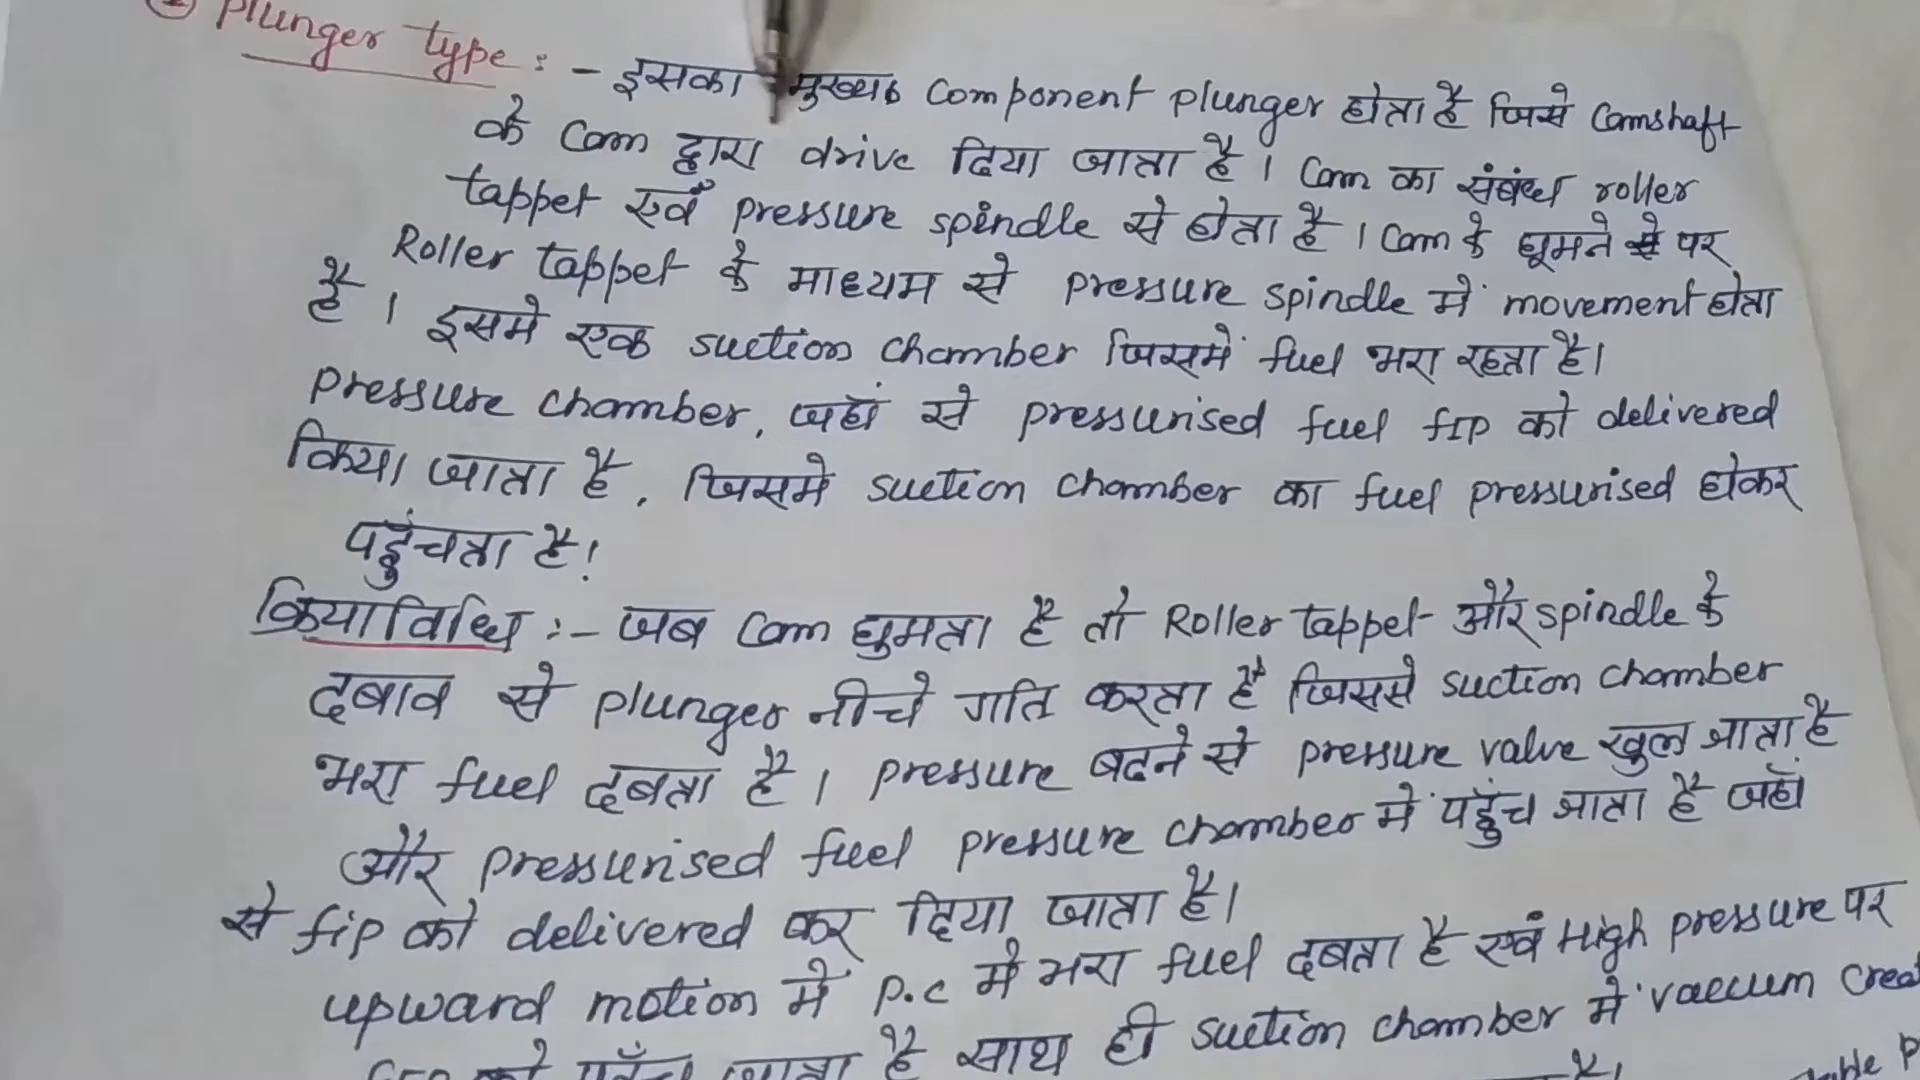 ② Plunger type : - इसका मुख्य component plunger होता है जिसे Camshaft
के Cam द्वारा drive दिया जाता है । Cam का संबंध roller
tappet एवं pressure spindle से होता है । Cam के घूमने पर
Roller tappet के माध्यम से pressure spindle में movement होता
है । इसमे एक suction chamber जिसमें fuel भरा रहता है।
pressure chamber, जहां से pressurised fuel fIP को delivered
किया जाता है, जिसमे suction chamber का fuel pressurised होकर
पहुंचता है!
क्रियाविधि :- जब Cam घुमता है तो Roller tappet और spindle के
दबाव से plunger नीचे गति करता है जिससे suction chamber
भरा fuel दबता है । pressure बढने से pressure valve खुल जाता है
और pressurised fuel pressure chamber में पहुंच जाता है जहाँ
से fip को delivered कर दिया जाता है।
upward motion में p.c में भरा fuel दबता है एवं High pressure पर
को पहुँच जाता है साथ ही suction chamber में vaccum